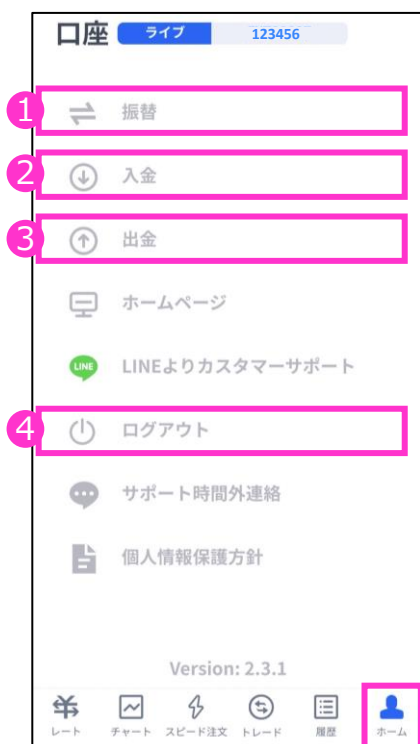 口座 ライブ 123456
1 振替
2 入金
3 出金
ホームページ
LINE LINEよりカスタマーサポート
4 ログアウト
サポート時間外連絡
個人情報保護方針
Version: 2.3.1
レート チャート スピード注文 トレード 履歴 ホーム